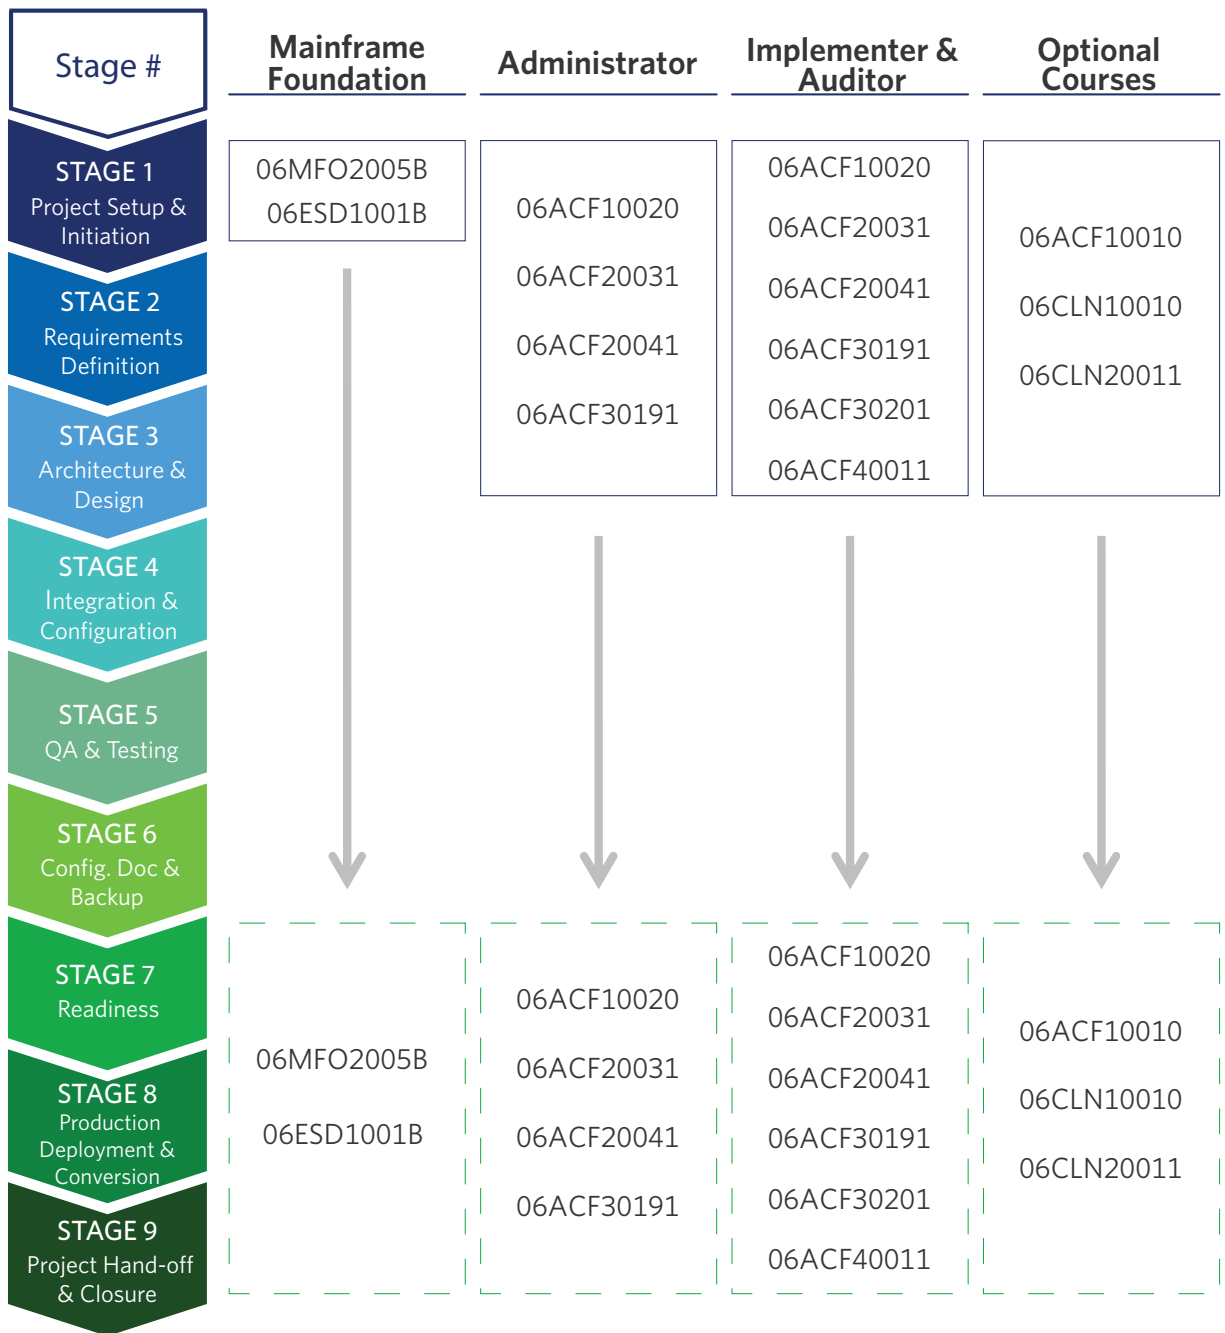 Stage #
Mainframe
Foundation
Administrator
Implementer &
Auditor
Optional
Courses
STAGE 1
Project Setup &
Initiation
STAGE 2
Requirements
Definition
STAGE 3
Architecture &
Design
STAGE 4
Integration &
Configuration
STAGE 5
QA & Testing
STAGE 6
Config. Doc &
Backup
STAGE 7
Readiness
STAGE 8
Production
Deployment &
Conversion
STAGE 9
Project Hand-off
& Closure
06MFO2005B
06ESD1001B
06ACF10020
06ACF20031
06ACF20041
06ACF30191
06ACF10020
06ACF20031
06ACF20041
06ACF30191
06ACF30201
06ACF40011
06ACF10010
06CLN10010
06CLN20011
06MFO2005B
06ESD1001B
06ACF10020
06ACF20031
06ACF20041
06ACF30191
06ACF10020
06ACF20031
06ACF20041
06ACF30191
06ACF30201
06ACF40011
06ACF10010
06CLN10010
06CLN20011